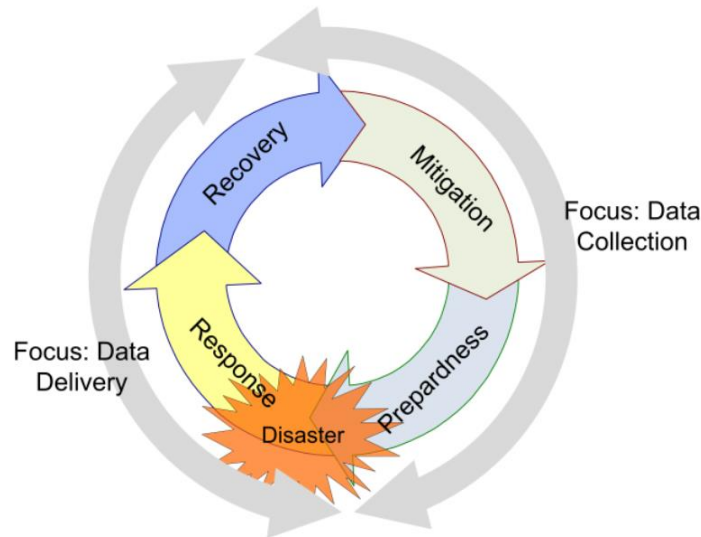 Recovery
Mitigation
Focus: Data
Collection
Prepardness
Disaster
Response
Focus: Data
Delivery